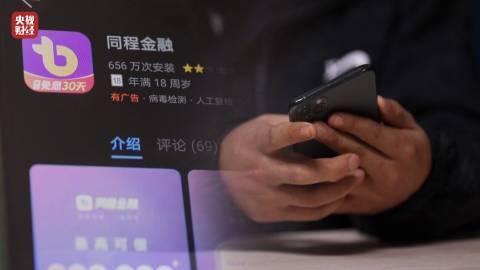 央视财经
同程金融
656 万次安装
18 年满 18 周岁
免息30天
有广告·病毒检测·人工复检
介绍 评论 (69)
同程金融
最高可借